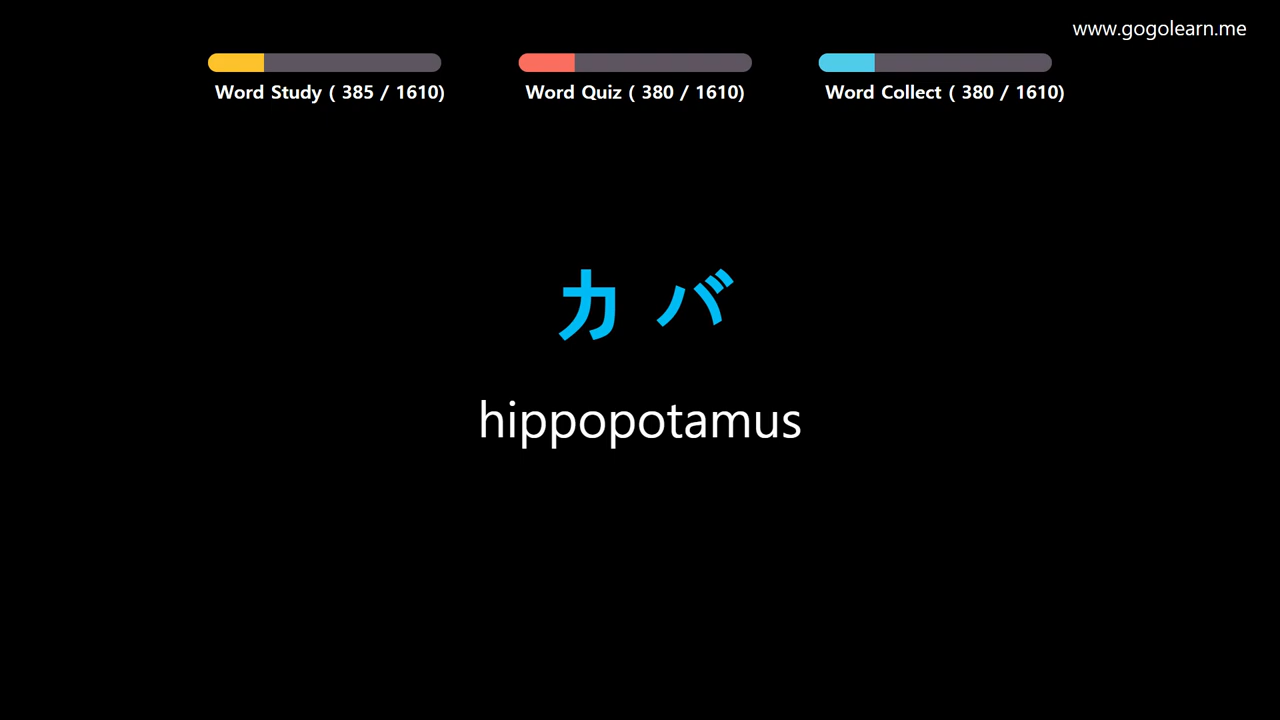 www.gogolearn.me
Word Study ( 385 / 1610)
Word Quiz ( 380 / 1610)
Word Collect ( 380 / 1610)
カバ
hippopotamus